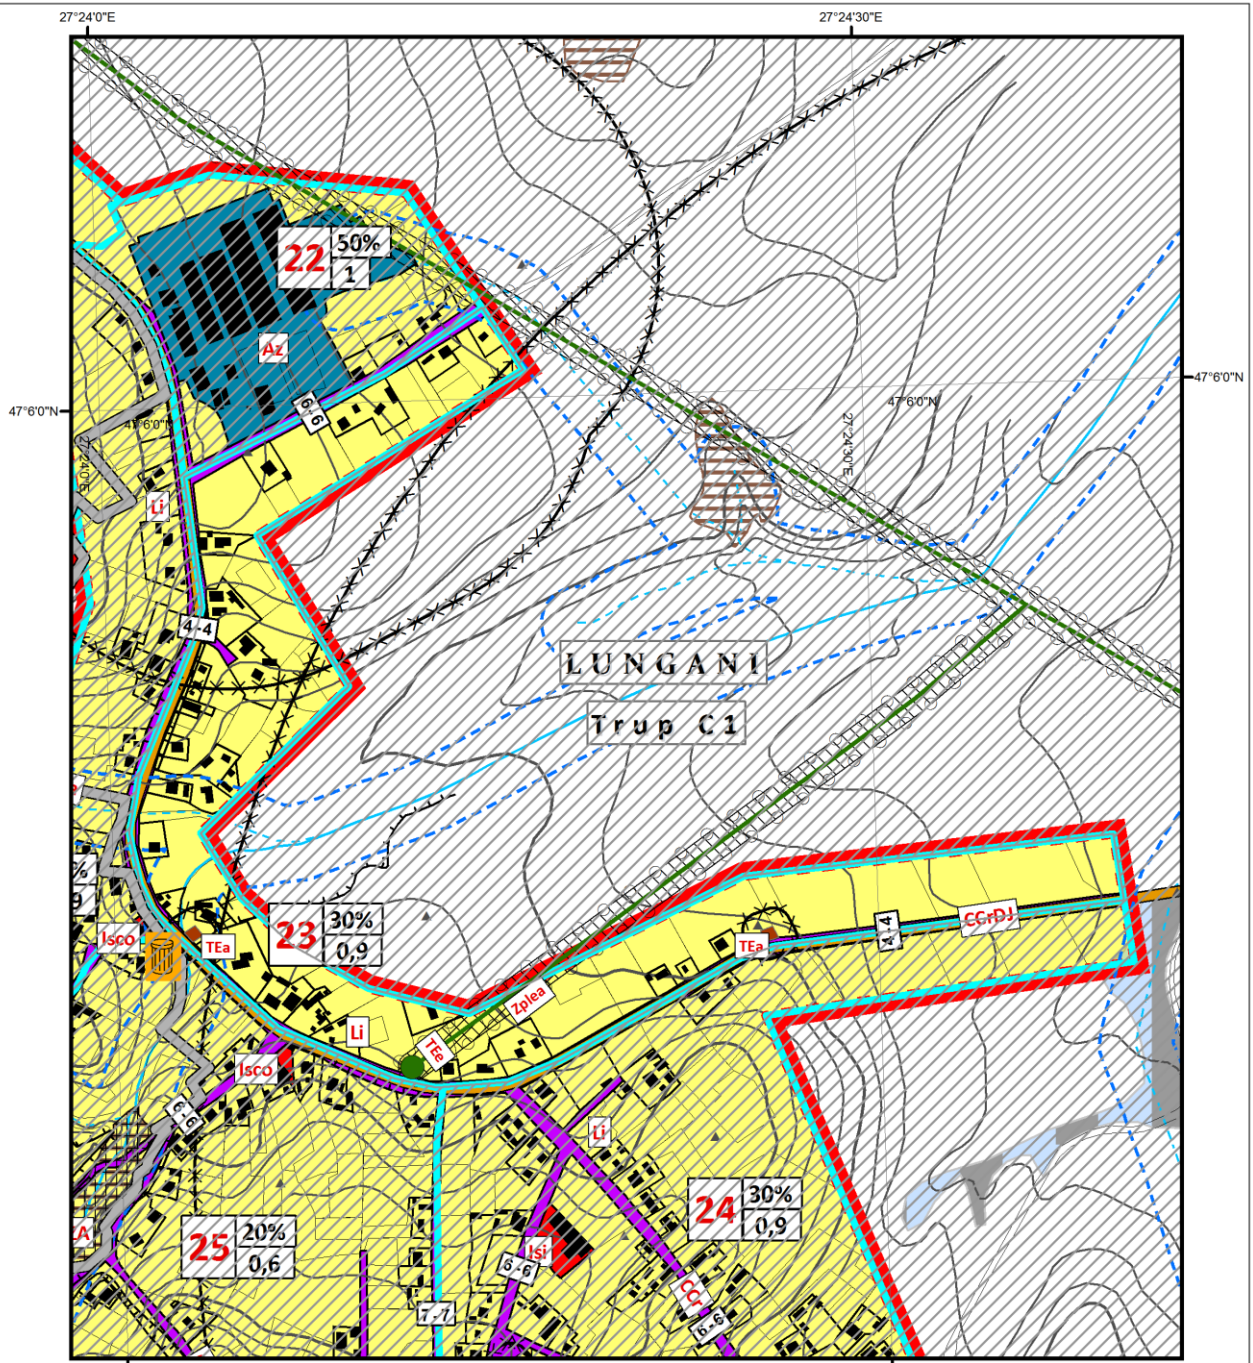 27°24'0"E
27°24'30"E
50%
22
1
Az
47°6'0"N
47°6'0"N
47°6'0"N
6-6
27°24'0"E
27°24'30"E
Li
4-4
LUNGANI
Trup C1
%
9
30%
23
0,9
Isco
TEa
TEa
4-4
CCrDJ
Zplea
Li
TEe
Isco
6-6
Li
30%
24
0,9
20%
25
0,6
Isi
6-6
CCr
7-7
6-6